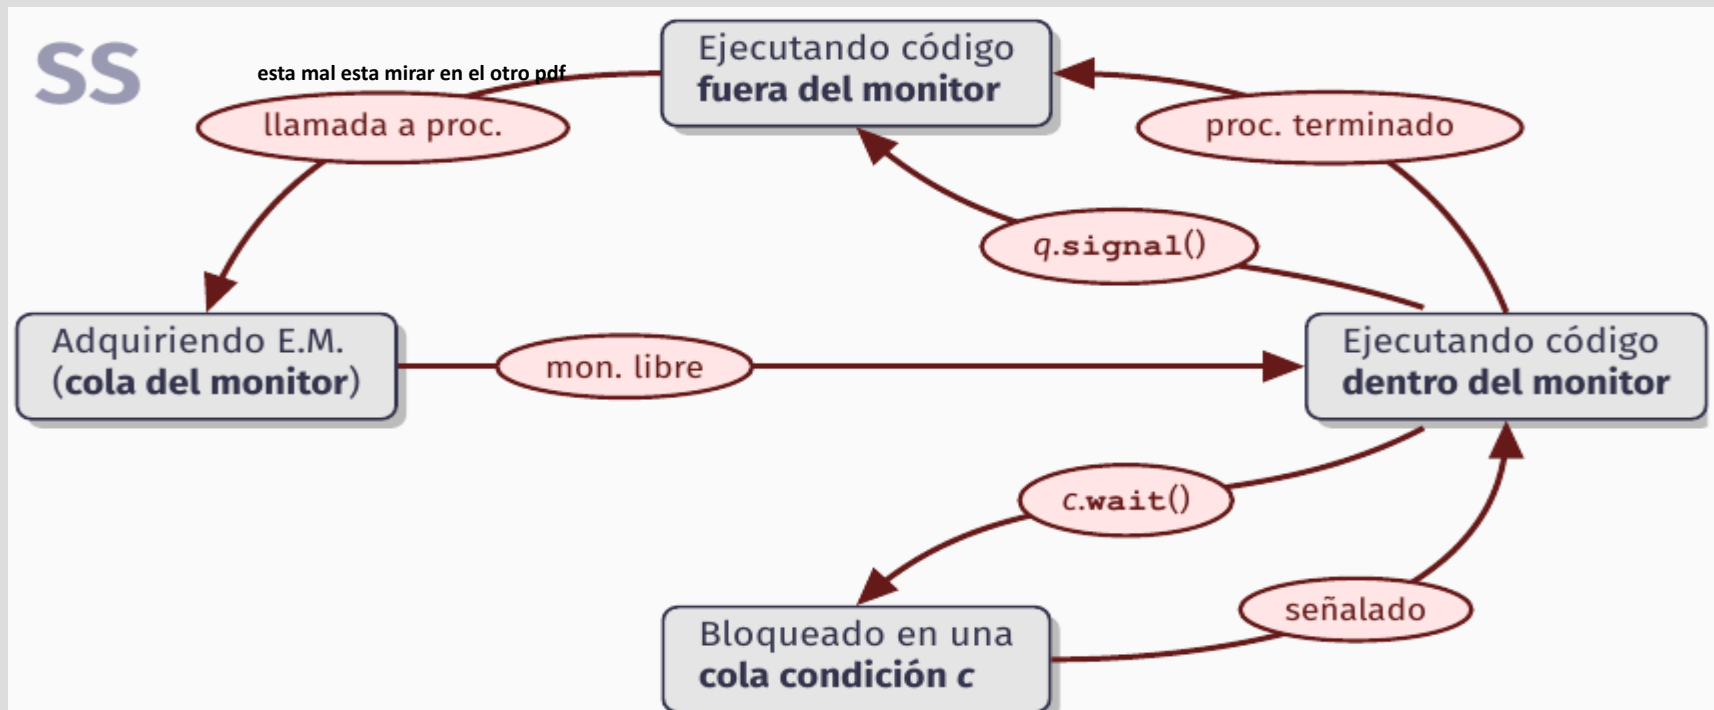 SS
esta mal esta mirar en el otro pdf
Ejecutando código
fuera del monitor
llamada a proc.
proc. terminado
q.signal()
Adquiriendo E.M.
(cola del monitor)
mon. libre
Ejecutando código
dentro del monitor
c.wait()
señalado
Bloqueado en una
cola condición c